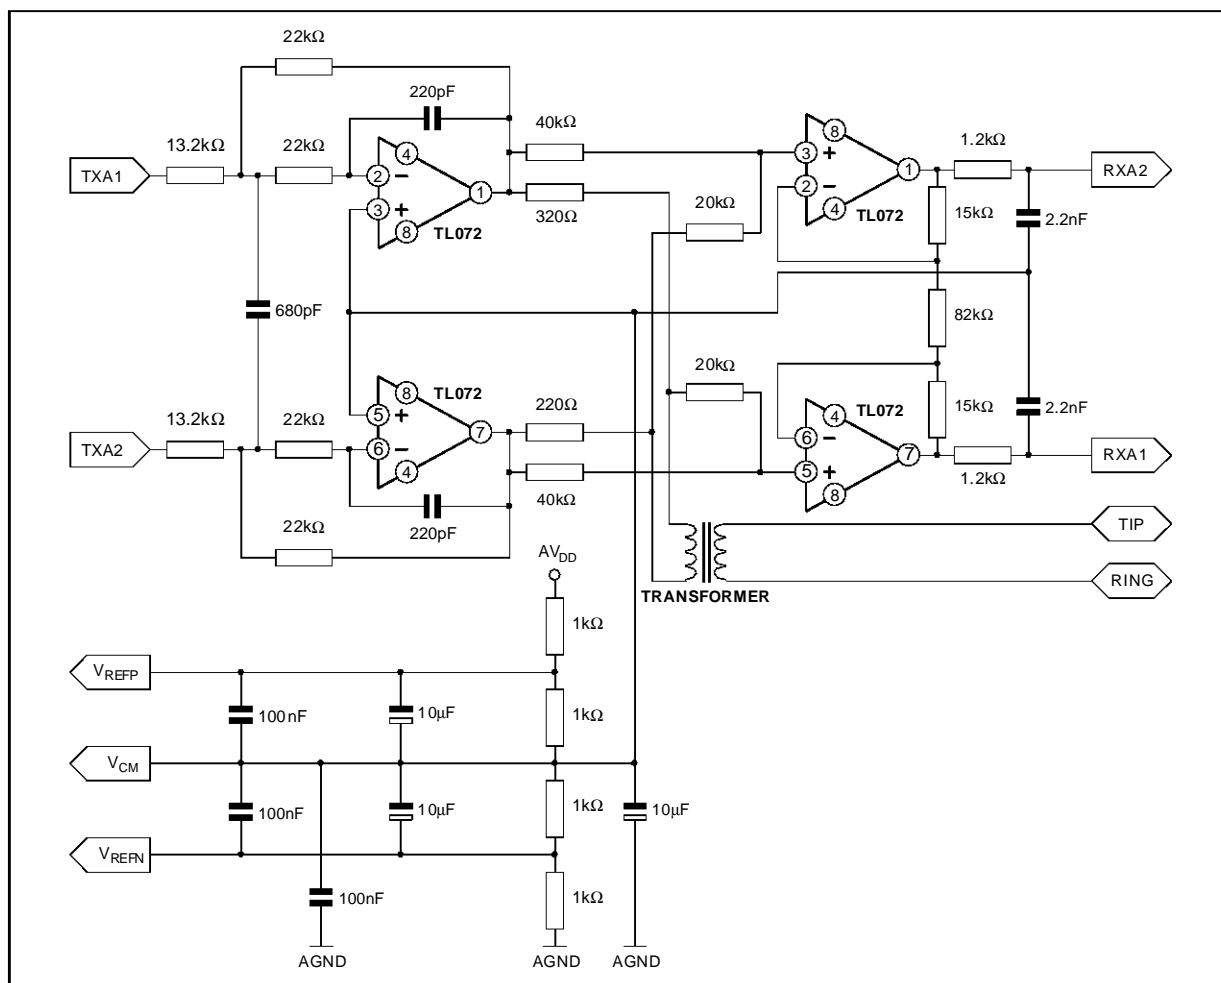 22kΩ
220pF
40kΩ
8
1.2kΩ
13.2kΩ
22kΩ
4
3 +
TXA1
2 −
1
1
RXA2
2 −
3 +
320Ω
20kΩ
4
15kΩ
2.2nF
8
TL072
TL072
680pF
82kΩ
20kΩ
8
TL072
220Ω
4
TL072
15kΩ
2.2nF
13.2kΩ
22kΩ
5 +
7
6 −
TXA2
6 −
7
RXA1
4
40kΩ
5 +
1.2kΩ
8
22kΩ
220pF
TIP
AVDD
RING
TRANSFORMER
1kΩ
VREFP
100nF
10µF
1kΩ
VCM
100nF
10µF
1kΩ
10µF
VREFN
100nF
1kΩ
AGND
AGND
AGND